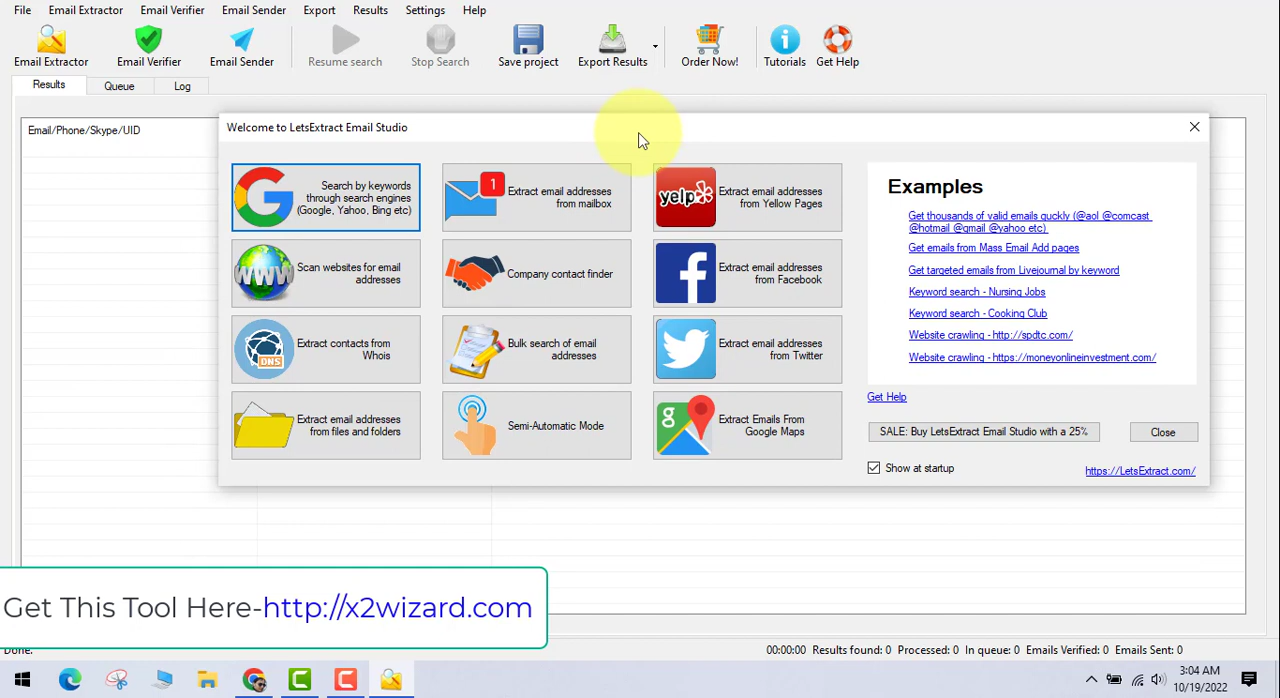 File Email Extractor Email Verifier Email Sender Export Results Settings Help
Email Extractor Email Verifier Email Sender Resume search Stop Search Save project Export Results Order Now! Tutorials Get Help
Results Queue Log
Email/Phone/Skype/UID
Welcome to LetsExtract Email Studio
Search by keywords
through search engines
(Google, Yahoo, Bing etc)
1
Extract email addresses
from mailbox
yelp
Extract email addresses
from Yellow Pages
WWW
Scan websites for email
addresses
Company contact finder
f
Extract email addresses
from Facebook
DNS
Extract contacts from
Whois
Bulk search of email
addresses
Extract email addresses
from Twitter
Extract email addresses
from files and folders
Semi-Automatic Mode
g
Extract Emails From
Google Maps
Examples
Get thousands of valid emails quckly (@aol @comcast
@hotmail @gmail @yahoo etc)
Get emails from Mass Email Add pages
Get targeted emails from Livejournal by keyword
Keyword search - Nursing Jobs
Keyword search - Cooking Club
Website crawling - http://spdtc.com/
Website crawling - https://moneyonlineinvestment.com/
Get Help
SALE: Buy LetsExtract Email Studio with a 25%
Close
Show at startup
https://LetsExtract.com/
Get This Tool Here-http://x2wizard.com
Done.
00:00:00 Results found: 0 Processed: 0 In queue: 0 Emails Verified: 0 Emails Sent: 0
3:04 AM
10/19/2022